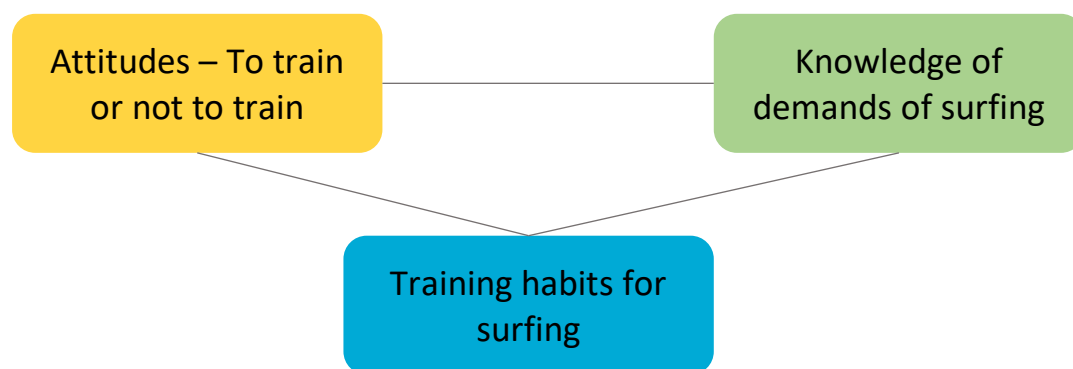 Attitudes – To train
or not to train
Knowledge of
demands of surfing
Training habits for
surfing